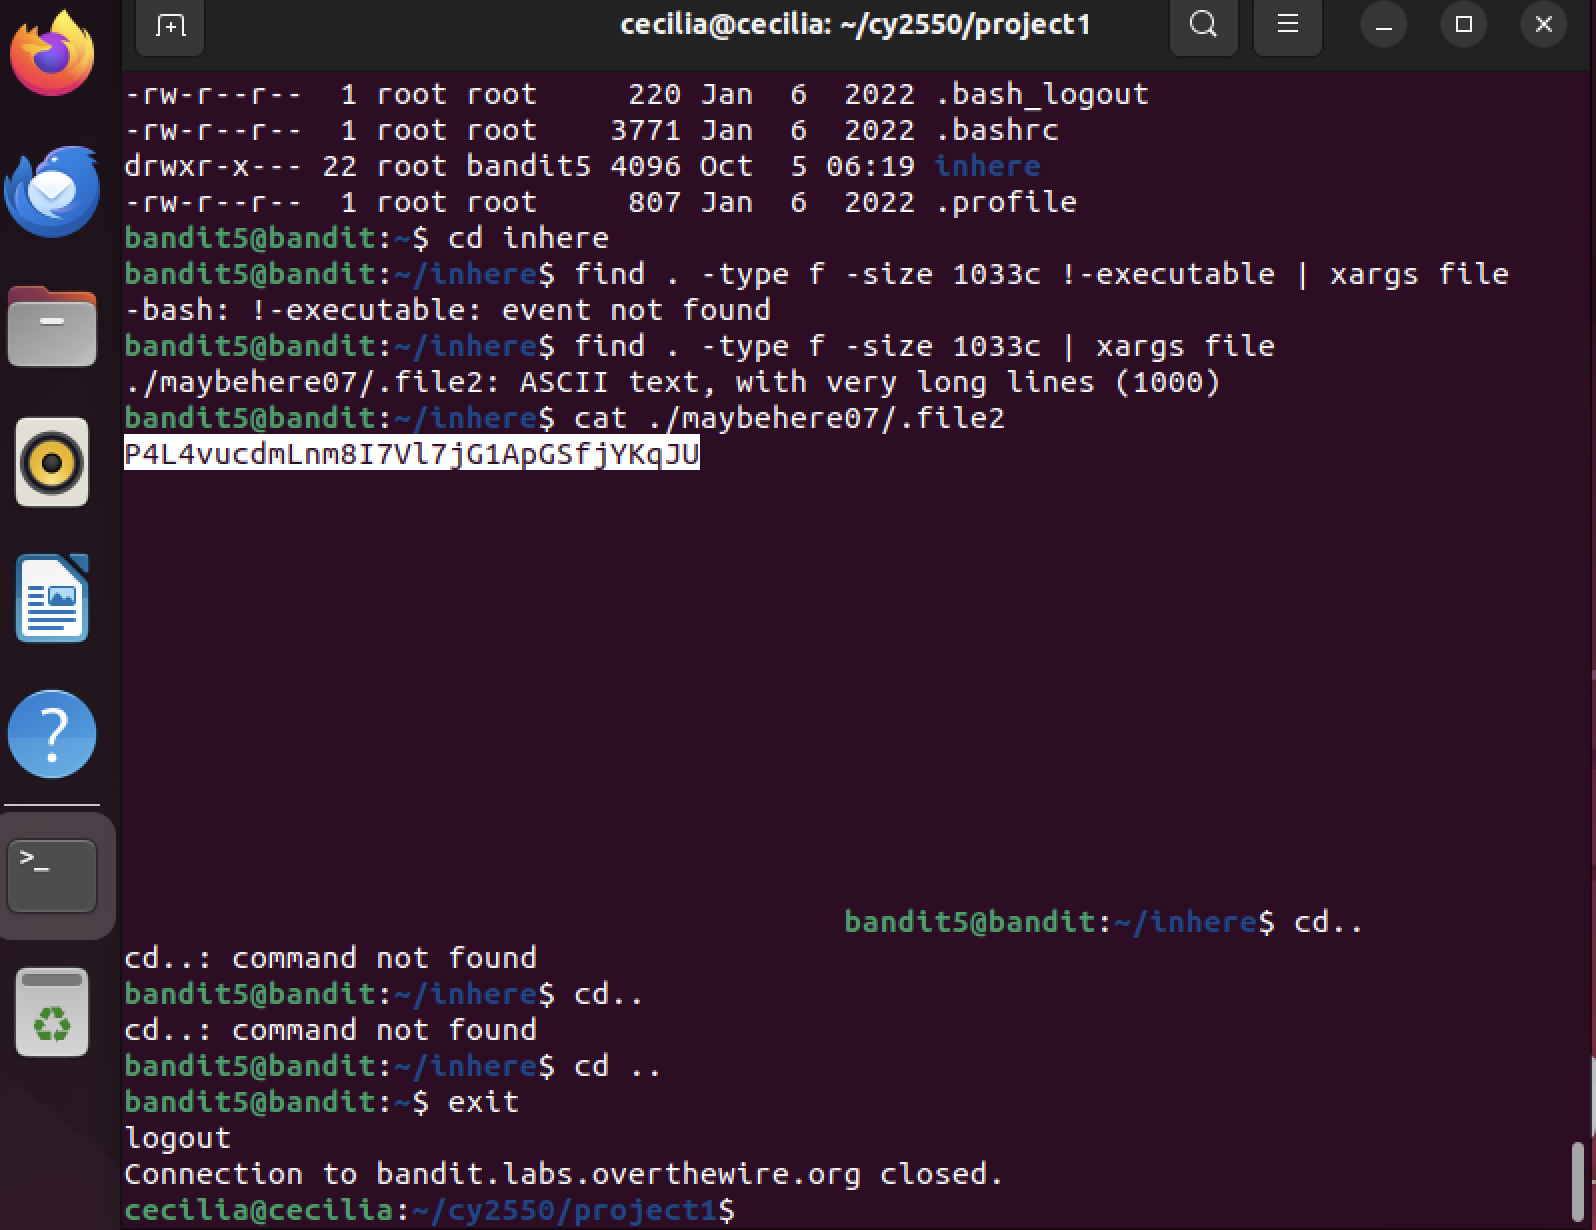 cecilia@cecilia: ~/cy2550/project1
-rw-r--r--  1 root root     220 Jan  6  2022 .bash_logout
-rw-r--r--  1 root root    3771 Jan  6  2022 .bashrc
drwxr-x--- 22 root bandit5 4096 Oct  5 06:19 inhere
-rw-r--r--  1 root root     807 Jan  6  2022 .profile
bandit5@bandit:~$ cd inhere
bandit5@bandit:~/inhere$ find . -type f -size 1033c !-executable | xargs file
-bash: !-executable: event not found
bandit5@bandit:~/inhere$ find . -type f -size 1033c | xargs file
./maybehere07/.file2: ASCII text, with very long lines (1000)
bandit5@bandit:~/inhere$ cat ./maybehere07/.file2
P4L4vucdmLnm8I7Vl7jG1ApGSfjYKqJU
bandit5@bandit:~/inhere$ cd..
cd..: command not found
bandit5@bandit:~/inhere$ cd..
cd..: command not found
bandit5@bandit:~/inhere$ cd ..
bandit5@bandit:~$ exit
logout
Connection to bandit.labs.overthewire.org closed.
cecilia@cecilia:~/cy2550/project1$